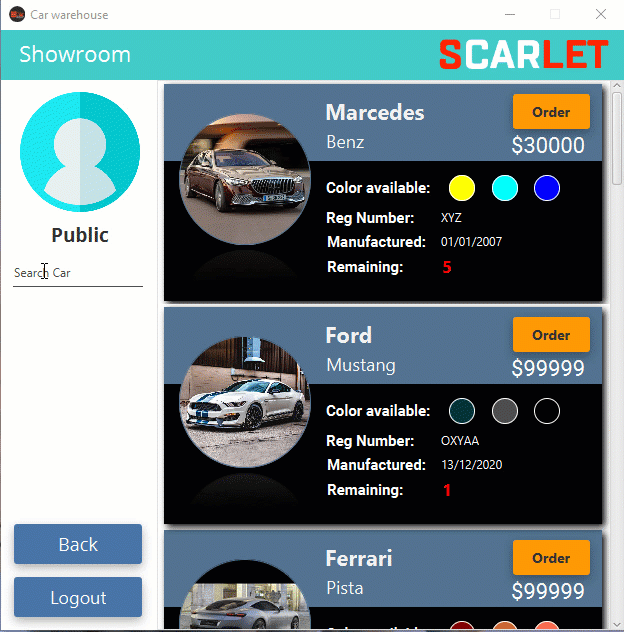 Car warehouse
Showroom
SCARLET
Public
Search Car
Back
Logout
Marcedes
Order
Benz
$30000
Color available:
Reg Number: XYZ
Manufactured: 01/01/2007
Remaining: 5
Ford
Order
Mustang
$99999
Color available:
Reg Number: OXYAA
Manufactured: 13/12/2020
Remaining: 1
Ferrari
Order
Pista
$99999